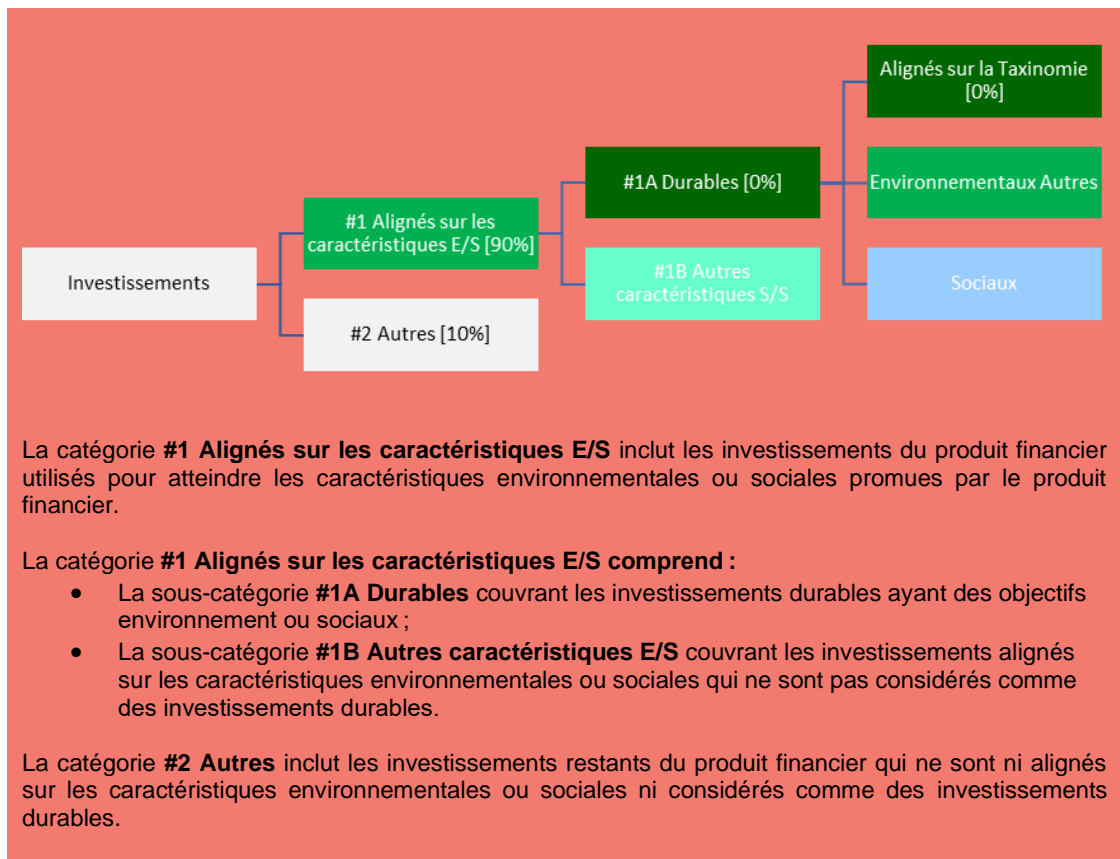 Alignés sur la Taxinomie
[0%]
#1A Durables [0%]
Environnementaux Autres
#1 Alignés sur les
caractéristiques E/S [90%]
Investissements
#1B Autres
caractéristiques S/S
Sociaux
#2 Autres [10%]
La catégorie #1 Alignés sur les caractéristiques E/S inclut les investissements du produit financier
utilisés pour atteindre les caractéristiques environnementales ou sociales promues par le produit
financier.
La catégorie #1 Alignés sur les caractéristiques E/S comprend :
• La sous-catégorie #1A Durables couvrant les investissements durables ayant des objectifs
environnement ou sociaux ;
• La sous-catégorie #1B Autres caractéristiques E/S couvrant les investissements alignés
sur les caractéristiques environnementales ou sociales qui ne sont pas considérés comme
des investissements durables.
La catégorie #2 Autres inclut les investissements restants du produit financier qui ne sont ni alignés
sur les caractéristiques environnementales ou sociales ni considérés comme des investissements
durables.